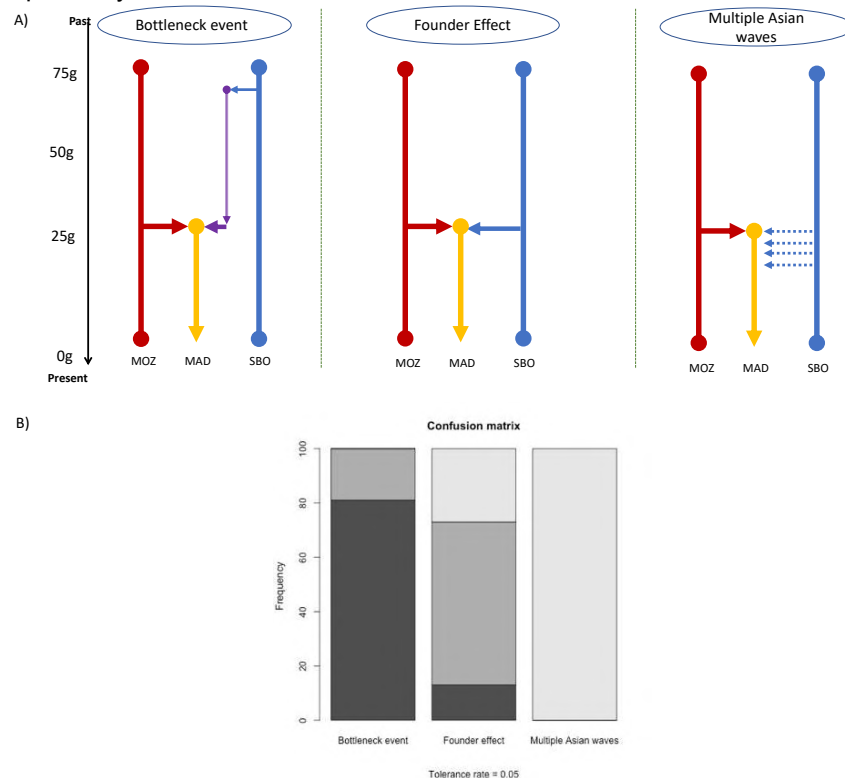 A)
Past
Bottleneck event
Founder Effect
Multiple Asian
waves
75g
50g
25g
0g
Present
MOZ MAD SBO
MOZ MAD SBO
MOZ MAD SBO
B)
Confusion matrix
Frequency
100
80
60
40
20
0
Bottleneck event Founder effect Multiple Asian waves
Tolerance rate = 0.05